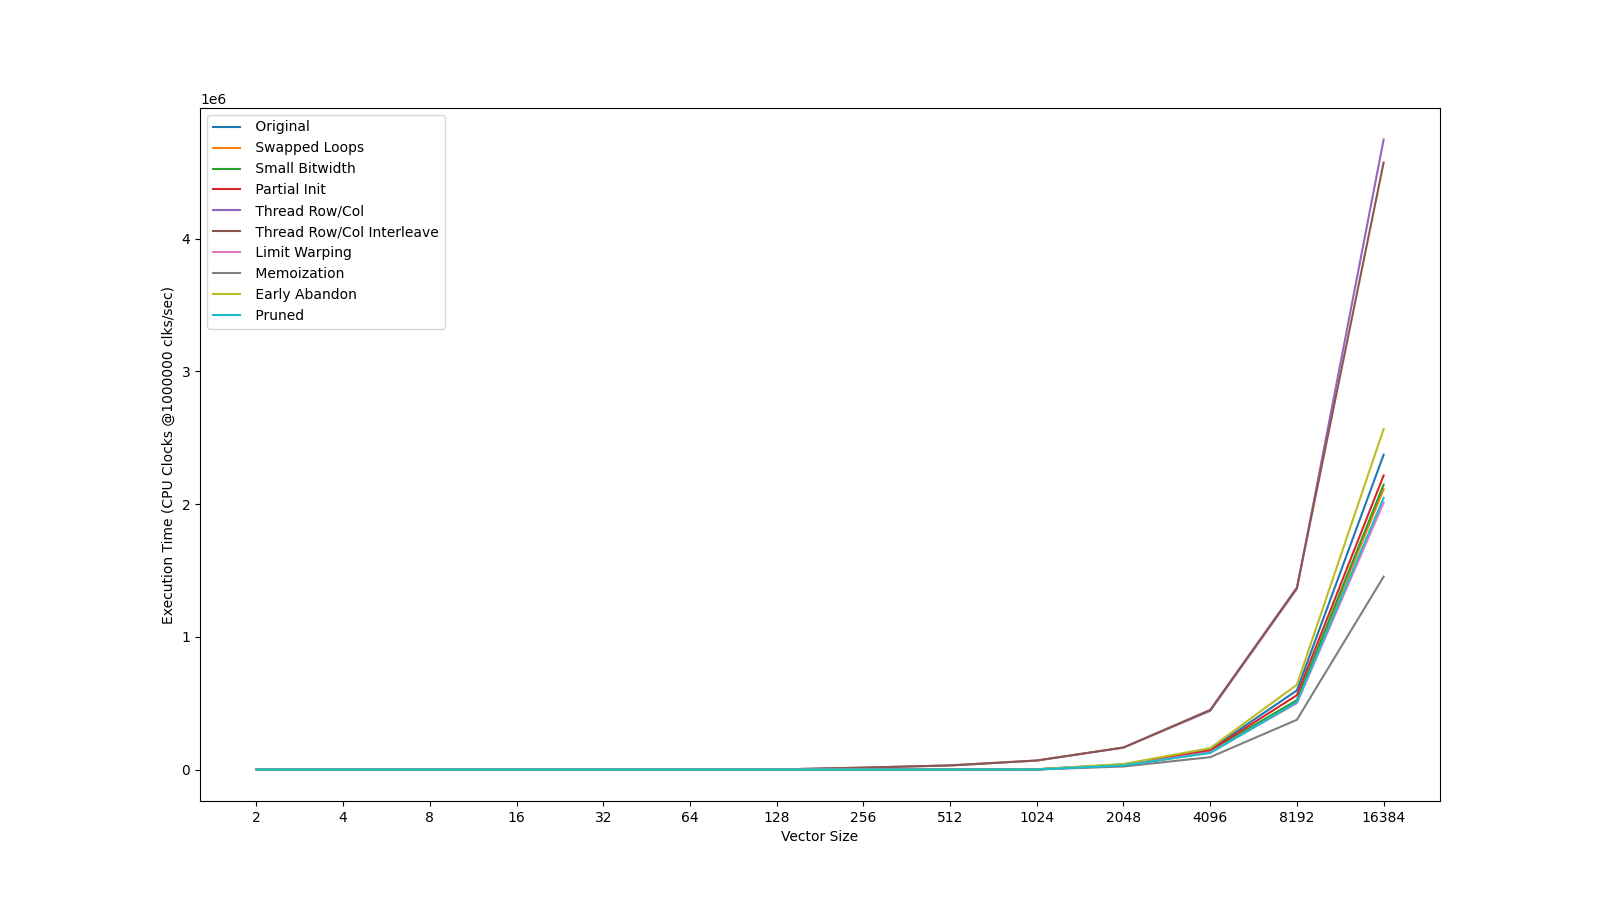 1e6
Original
Swapped Loops
Small Bitwidth
Partial Init
Thread Row/Col
Thread Row/Col Interleave
Limit Warping
Memoization
Early Abandon
Pruned
4
3
2
1
0
Execution Time (CPU Clocks @1000000 clks/sec)
2 4 8 16 32 64 128 256 512 1024 2048 4096 8192 16384
Vector Size